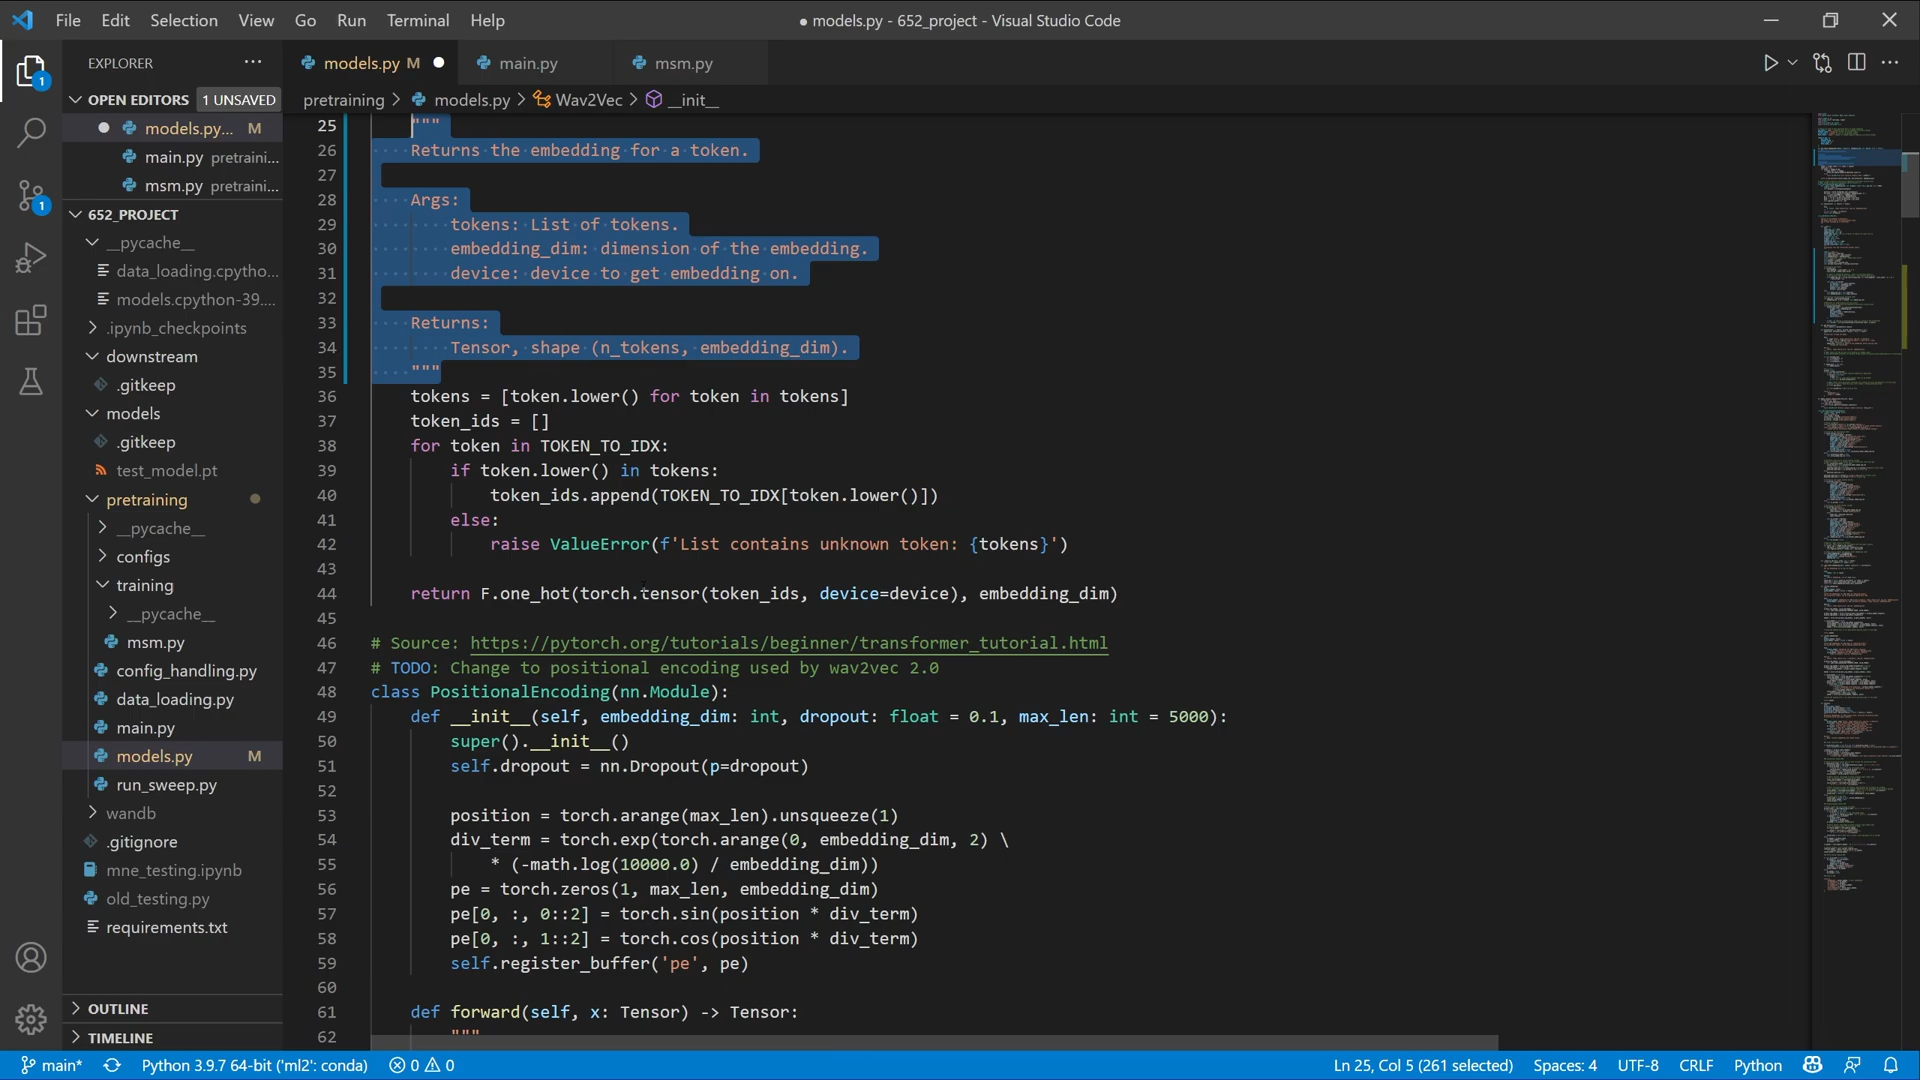 File Edit Selection View Go Run Terminal Help
● models.py - 652_project - Visual Studio Code
EXPLORER ···
models.py M
main.py
msm.py
OPEN EDITORS 1 UNSAVED
pretraining > models.py > Wav2Vec > __init__
models.py... M
main.py pretraini...
msm.py pretraini...
652_PROJECT
__pycache__
data_loading.cpytho...
models.cpython-39....
.ipynb_checkpoints
downstream
.gitkeep
models
.gitkeep
test_model.pt
pretraining
__pycache__
configs
training
__pycache__
msm.py
config_handling.py
data_loading.py
main.py
models.py M
run_sweep.py
wandb
.gitignore
mne_testing.ipynb
old_testing.py
requirements.txt
OUTLINE
TIMELINE
25 """
26 Returns the embedding for a token.
27
28 Args:
29 tokens: List of tokens.
30 embedding_dim: dimension of the embedding.
31 device: device to get embedding on.
32
33 Returns:
34 Tensor, shape (n_tokens, embedding_dim).
35 """
36 tokens = [token.lower() for token in tokens]
37 token_ids = []
38 for token in TOKEN_TO_IDX:
39 if token.lower() in tokens:
40 token_ids.append(TOKEN_TO_IDX[token.lower()])
41 else:
42 raise ValueError(f'List contains unknown token: {tokens}')
43
44 return F.one_hot(torch.tensor(token_ids, device=device), embedding_dim)
45
46 # Source: https://pytorch.org/tutorials/beginner/transformer_tutorial.html
47 # TODO: Change to positional encoding used by wav2vec 2.0
48 class PositionalEncoding(nn.Module):
49 def __init__(self, embedding_dim: int, dropout: float = 0.1, max_len: int = 5000):
50 super().__init__()
51 self.dropout = nn.Dropout(p=dropout)
52
53 position = torch.arange(max_len).unsqueeze(1)
54 div_term = torch.exp(torch.arange(0, embedding_dim, 2) \
55 * (-math.log(10000.0) / embedding_dim))
56 pe = torch.zeros(1, max_len, embedding_dim)
57 pe[0, :, 0::2] = torch.sin(position * div_term)
58 pe[0, :, 1::2] = torch.cos(position * div_term)
59 self.register_buffer('pe', pe)
60
61 def forward(self, x: Tensor) -> Tensor:
62 """
1
1
main* Python 3.9.7 64-bit ('ml2': conda) 0 0 Ln 25, Col 5 (261 selected) Spaces: 4 UTF-8 CRLF Python